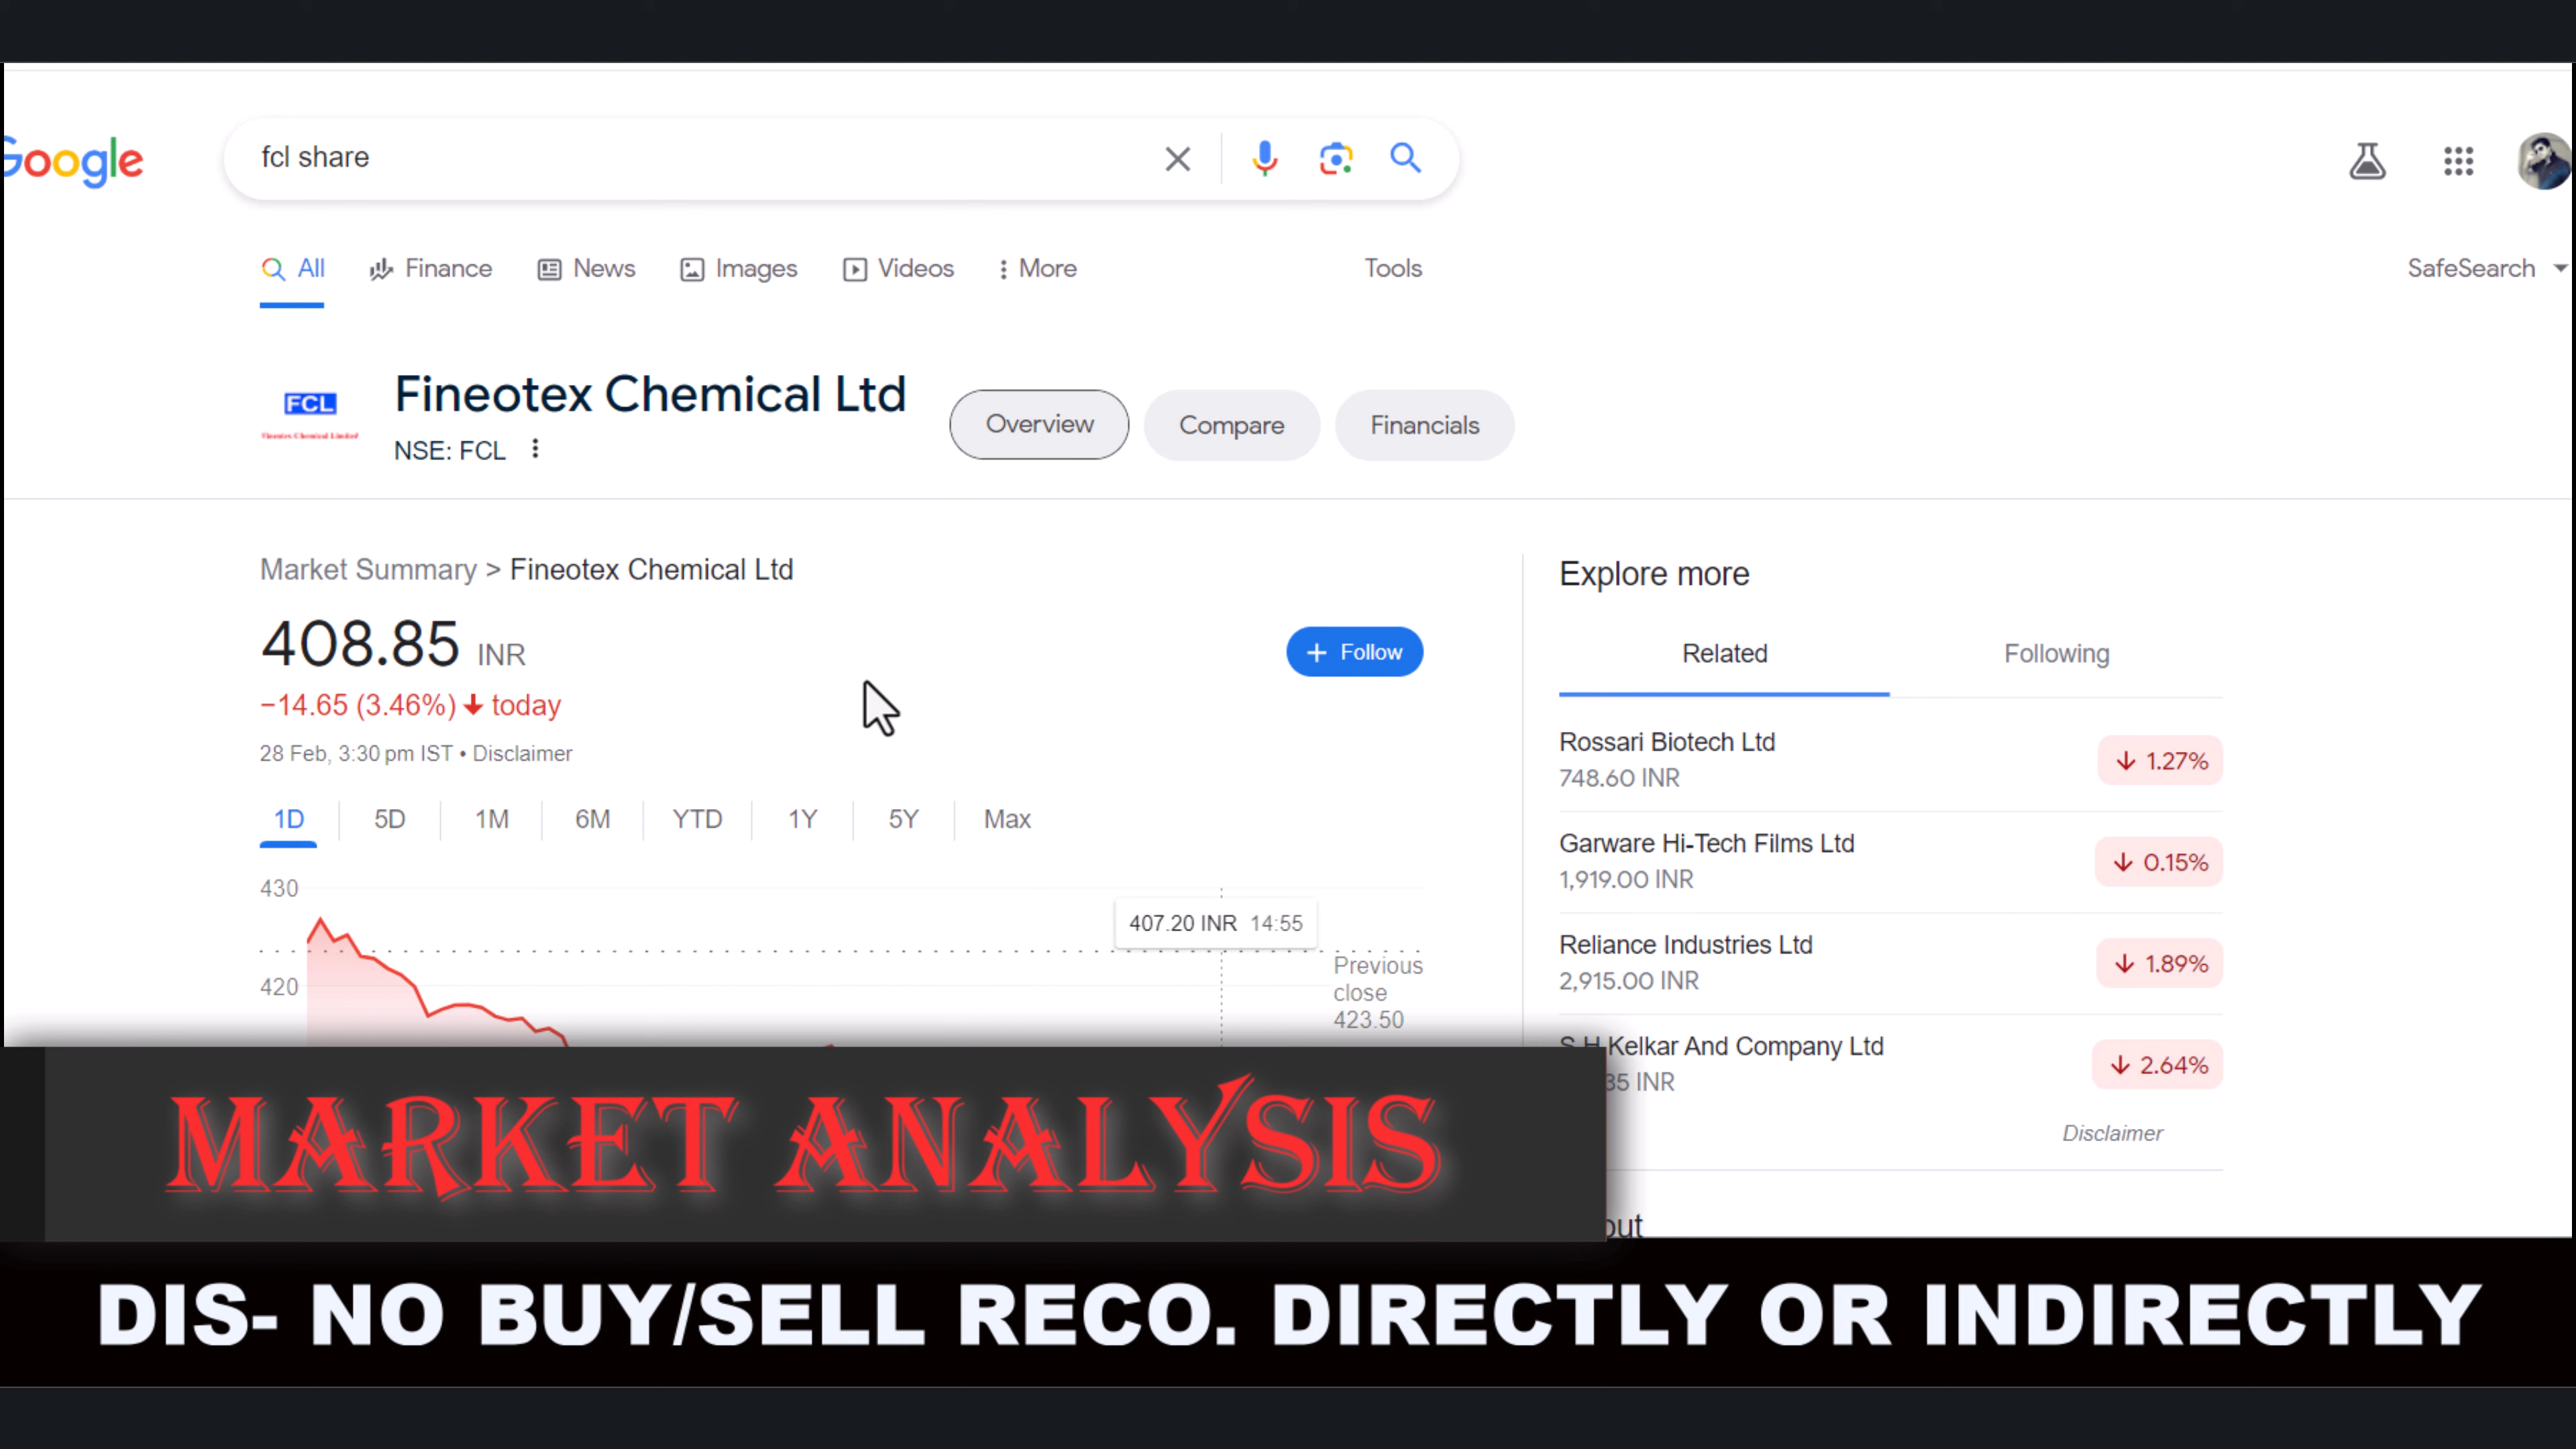 Google
fcl share
All Finance News Images Videos More Tools SafeSearch
FCL
Fineotex Chemical Limited
Fineotex Chemical Ltd
NSE: FCL
Overview Compare Financials
Market Summary > Fineotex Chemical Ltd
408.85 INR
+ Follow
−14.65 (3.46%) ↓ today
28 Feb, 3:30 pm IST • Disclaimer
1D 5D 1M 6M YTD 1Y 5Y Max
430
407.20 INR 14:55
420
Previous
close
423.50
Explore more
Related Following
Rossari Biotech Ltd
748.60 INR
↓ 1.27%
Garware Hi-Tech Films Ltd
1,919.00 INR
↓ 0.15%
Reliance Industries Ltd
2,915.00 INR
↓ 1.89%
S H Kelkar And Company Ltd
35 INR
↓ 2.64%
Disclaimer
MARKET ANALYSIS
DIS- NO BUY/SELL RECO. DIRECTLY OR INDIRECTLY